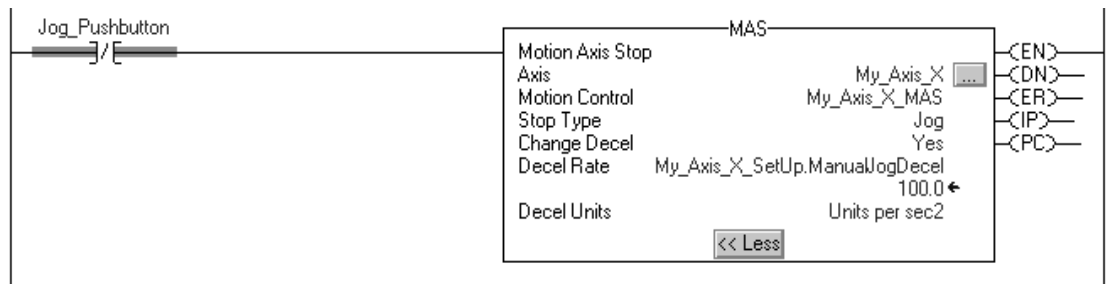 Jog_Pushbutton
MAS
Motion Axis Stop
Axis My_Axis_X ...
Motion Control My_Axis_X_MAS
Stop Type Jog
Change Decel Yes
Decel Rate My_Axis_X_SetUp.ManualJogDecel
100.0
Decel Units Units per sec2
<< Less
EN
DN
ER
IP
PC